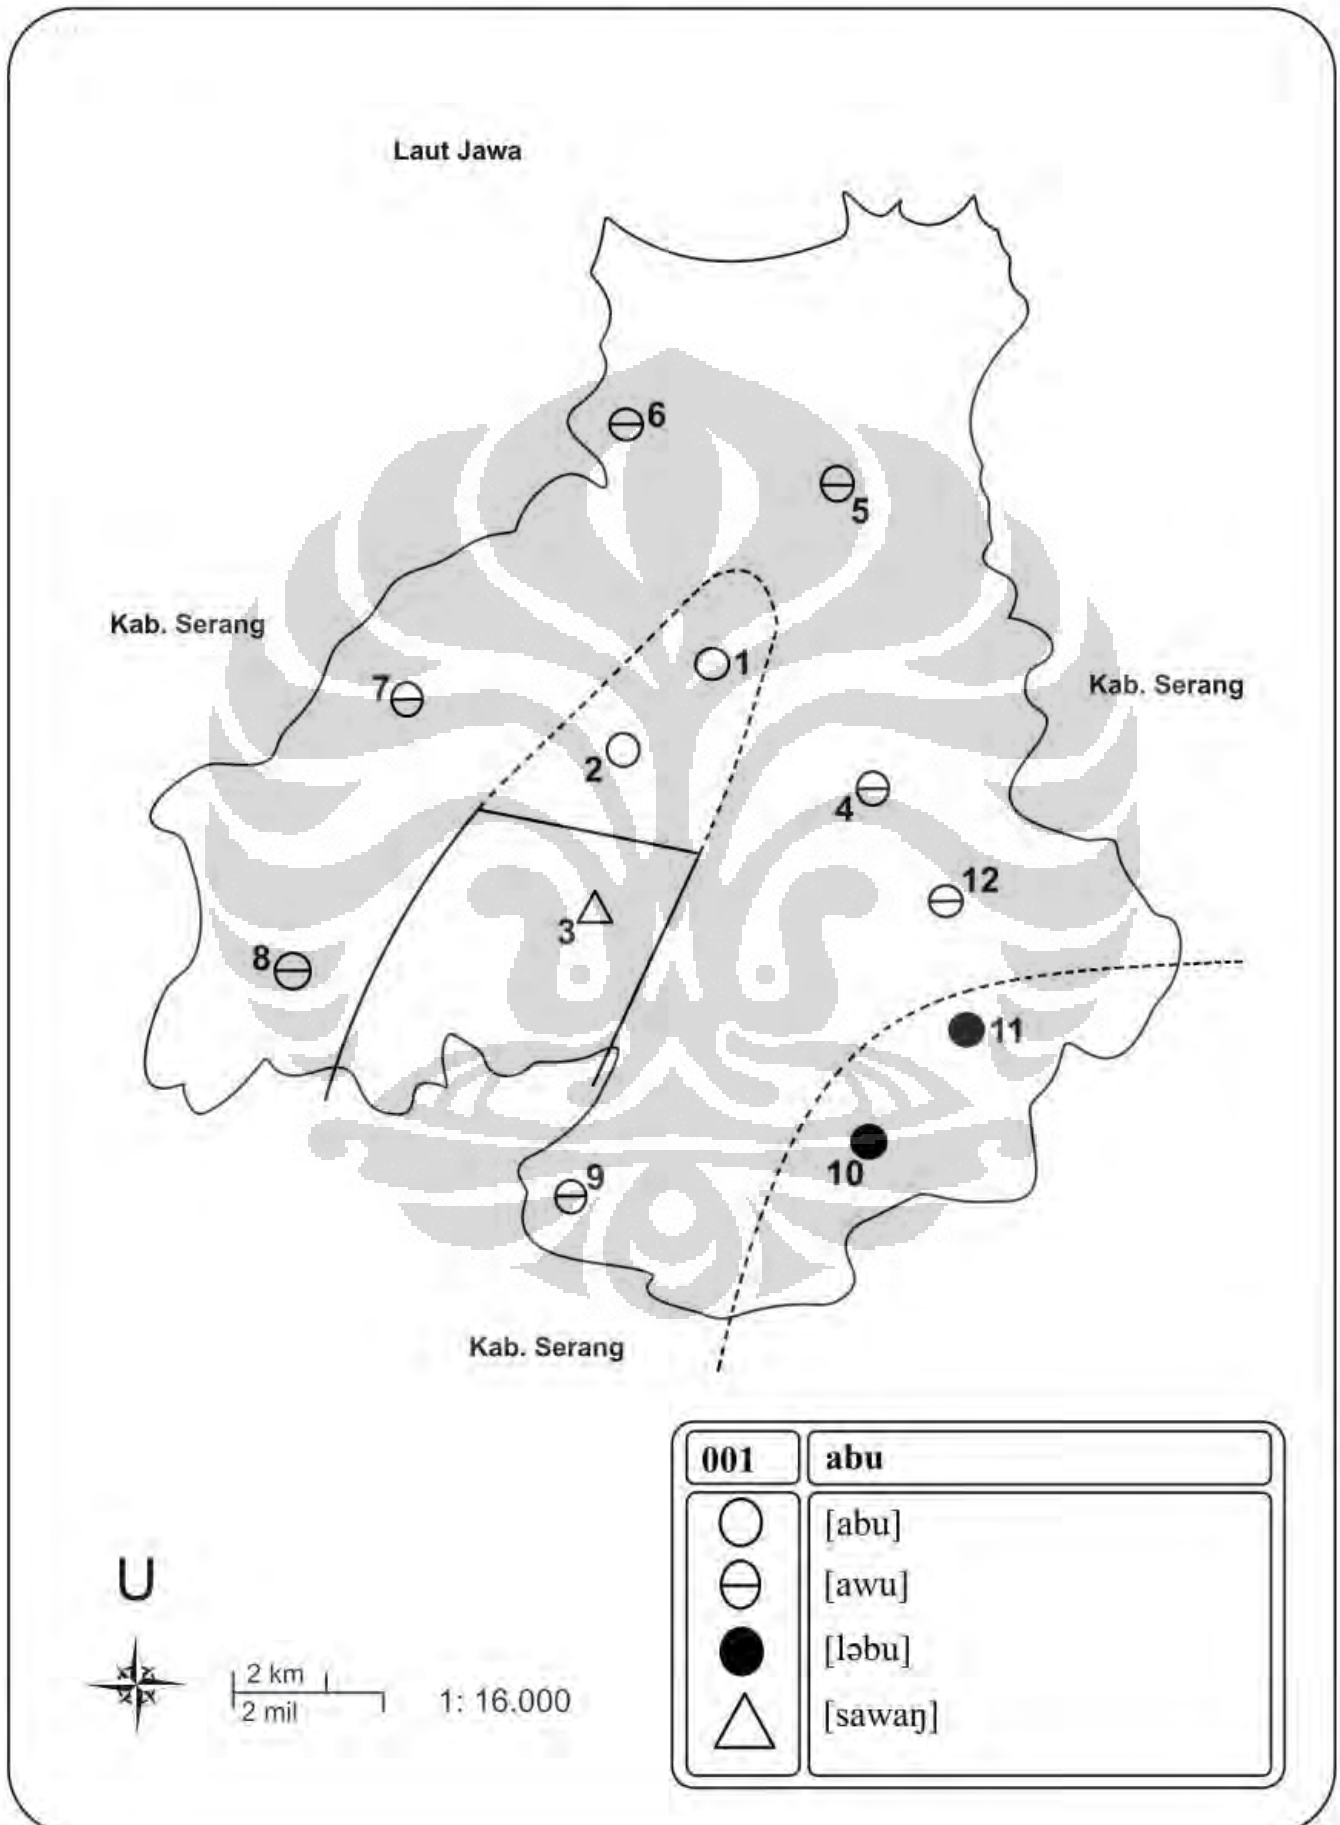 Laut Jawa
6
5
Kab. Serang
1
7
Kab. Serang
2
4
12
3
8
11
10
9
Kab. Serang
001 abu
[abu]
[awu]
[ləbu]
[sawaŋ]
U
2 km
2 mil
1: 16.000